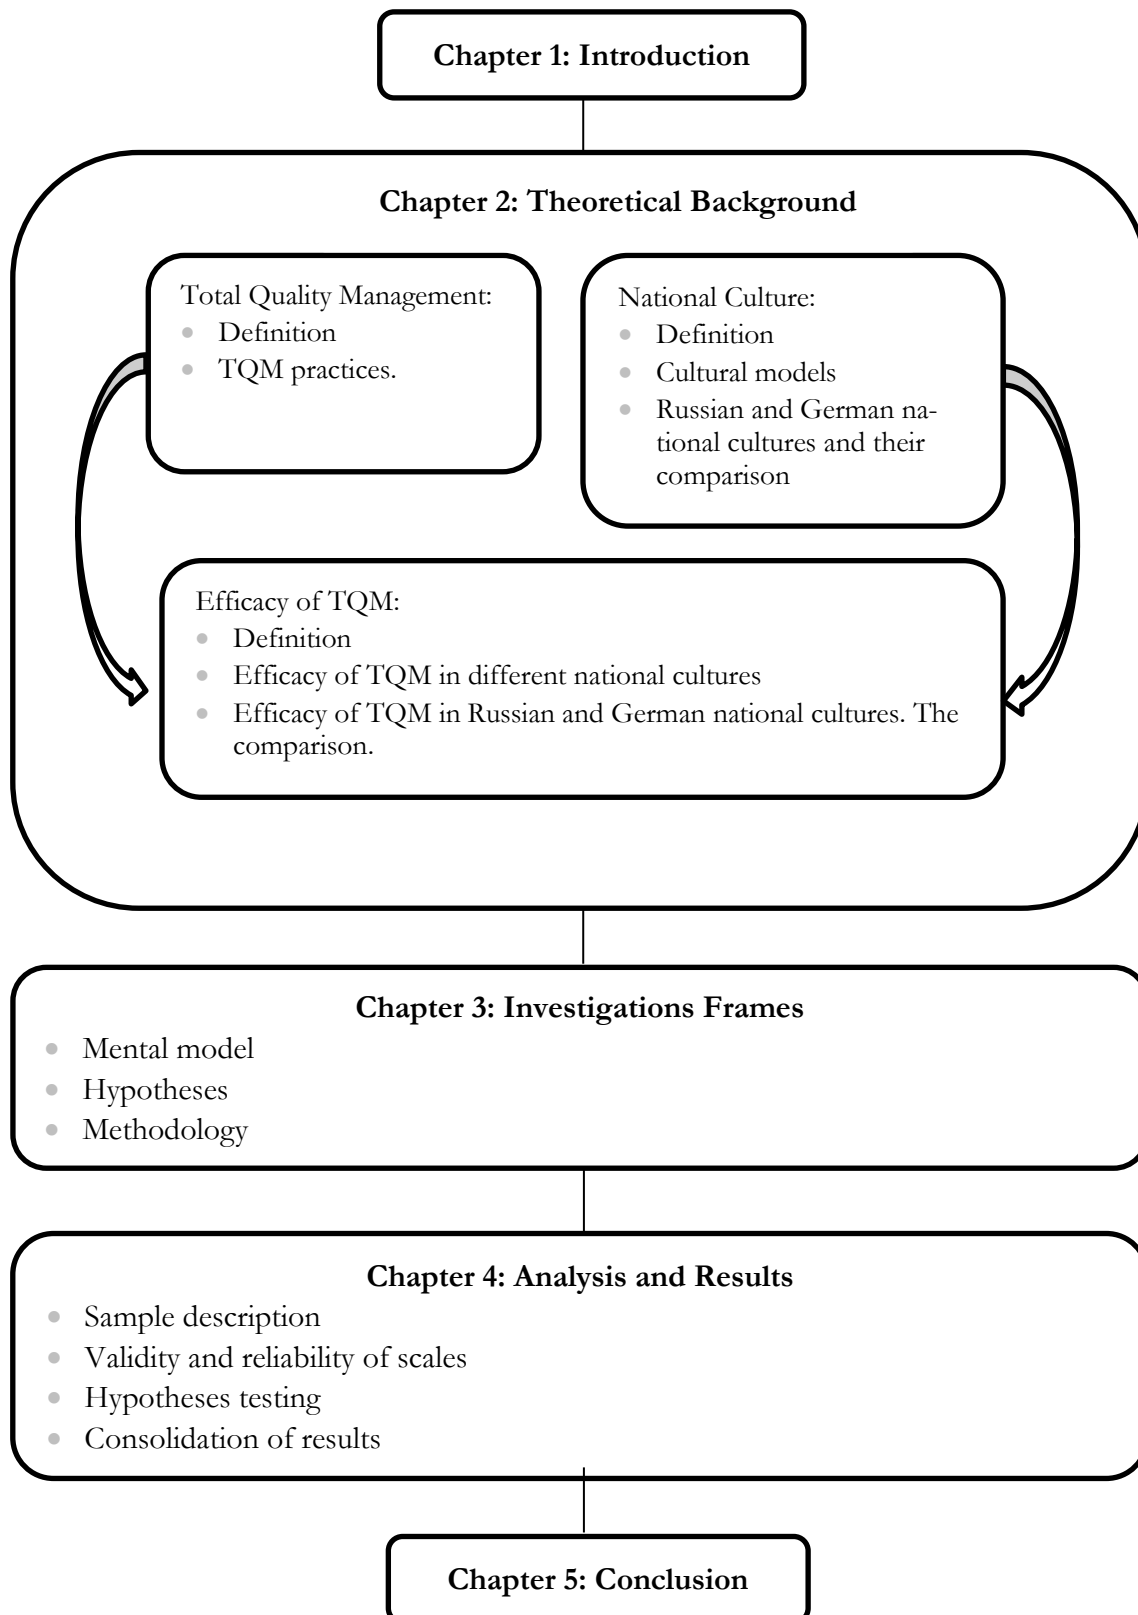 Chapter 1: Introduction
Chapter 2: Theoretical Background
Total Quality Management:
Definition
TQM practices.
National Culture:
Definition
Cultural models
Russian and German na-
tional cultures and their
comparison
Efficacy of TQM:
Definition
Efficacy of TQM in different national cultures
Efficacy of TQM in Russian and German national cultures. The
comparison.
Chapter 3: Investigations Frames
Mental model
Hypotheses
Methodology
Chapter 4: Analysis and Results
Sample description
Validity and reliability of scales
Hypotheses testing
Consolidation of results
Chapter 5: Conclusion